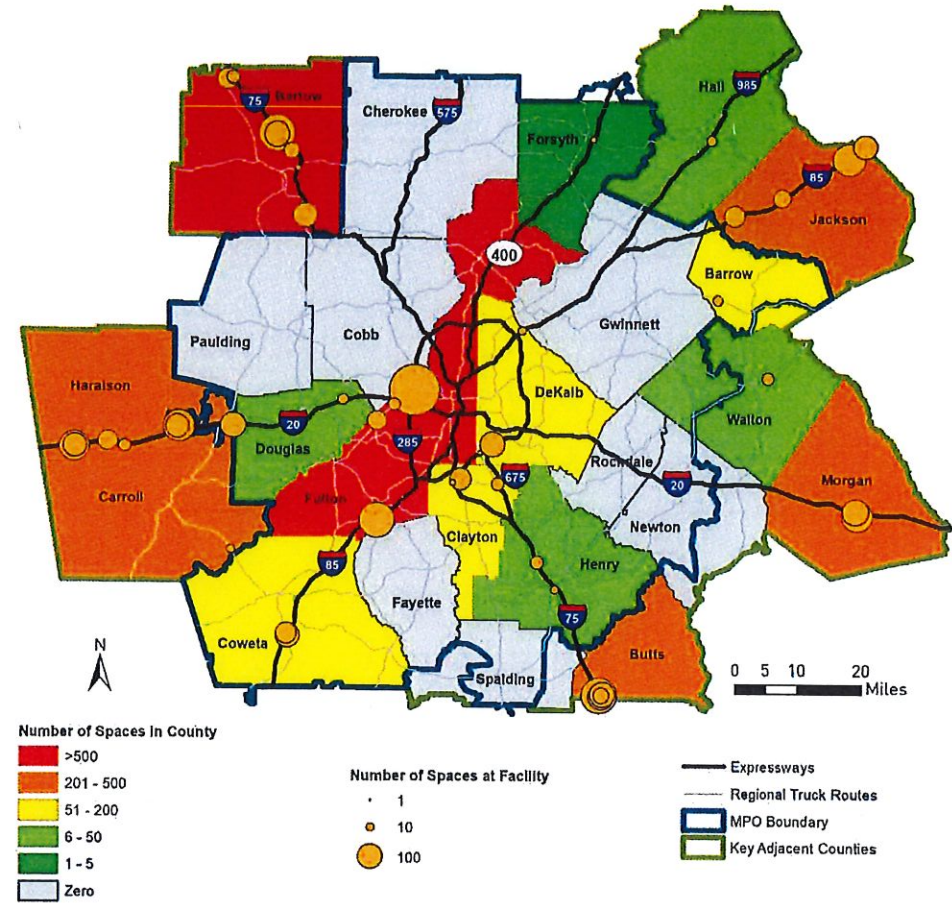 Bartow
75
Cherokee
575
Forsyth
Hall
985
85
Jackson
400
Barrow
Gwinnett
Paulding
Cobb
Haralson
DeKalb
Walton
20
Douglas
285
Rockdale
675
20
Morgan
Carroll
Fulton
Newton
Clayton
85
Henry
Fayette
75
Coweta
Butts
Spalding
N
0 5 10 20
Miles
Number of Spaces in County
>500
201 - 500
51 - 200
6 - 50
1 - 5
Zero
Number of Spaces at Facility
1
10
100
Expressways
Regional Truck Routes
MPO Boundary
Key Adjacent Counties